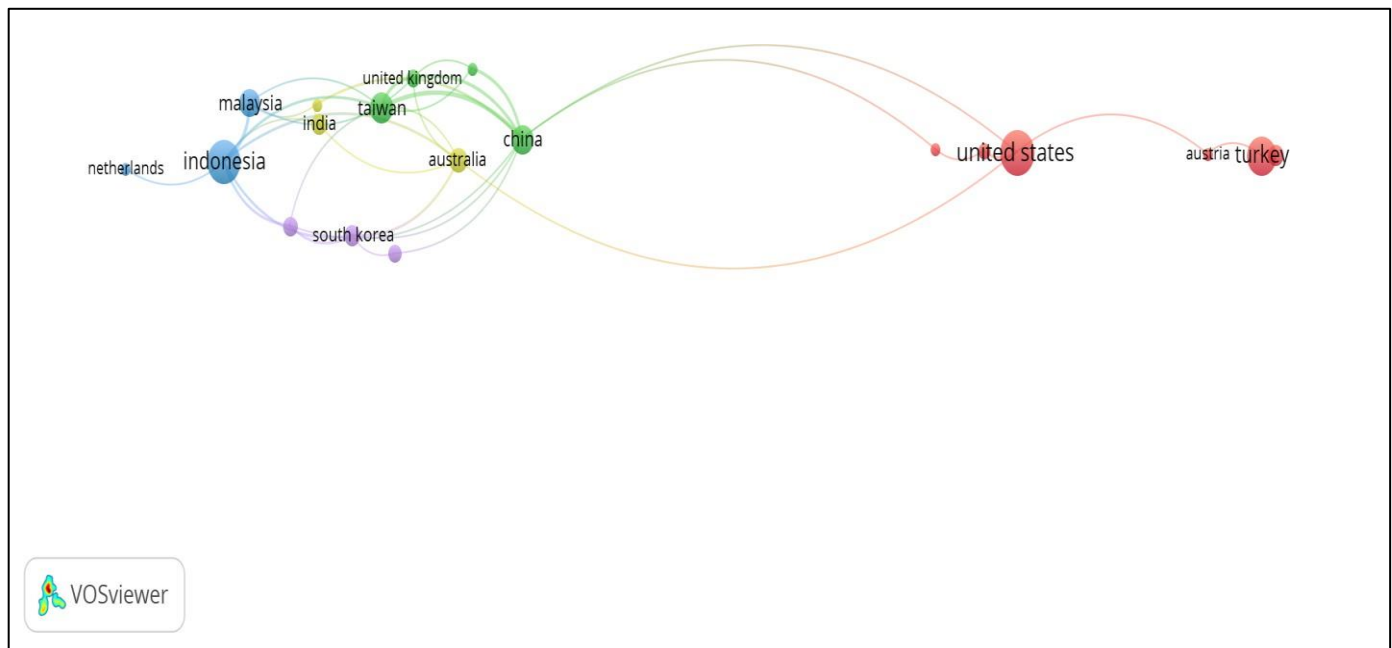 united kingdom
malaysia
taiwan
india
china
netherlands
indonesia
australia
south korea
united states
austria
turkey
VOSviewer